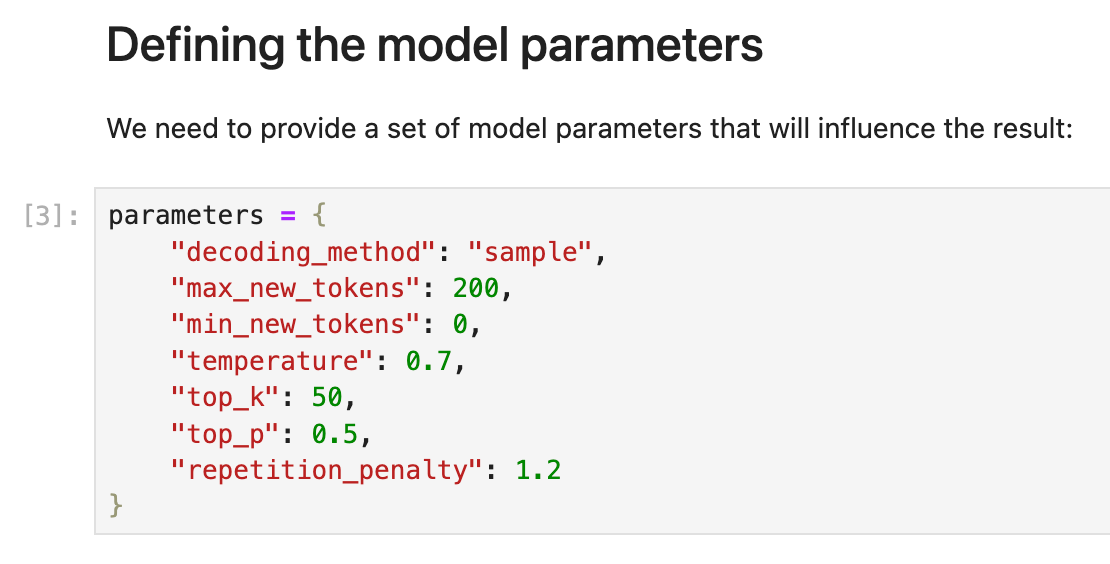 Defining the model parameters
We need to provide a set of model parameters that will influence the result:
[3]: parameters = {
    "decoding_method": "sample",
    "max_new_tokens": 200,
    "min_new_tokens": 0,
    "temperature": 0.7,
    "top_k": 50,
    "top_p": 0.5,
    "repetition_penalty": 1.2
}